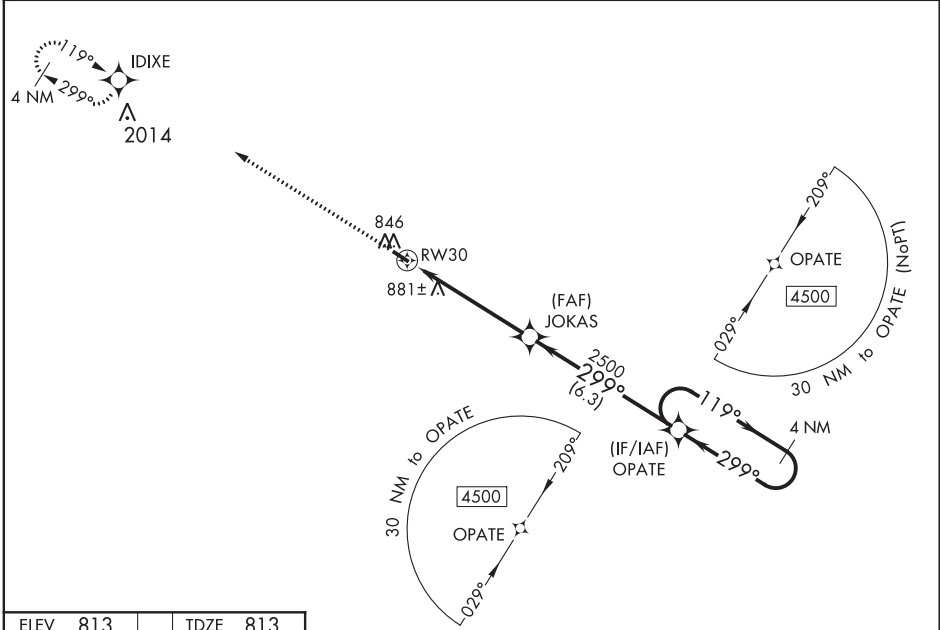 119°
IDIXE
4 NM
299°
2014
846
RW30
881±
(FAF)
JOKAS
2500
299°
(6.3)
209°
OPATE
4500
029°
30 NM to OPATE (NoPT)
119°
4 NM
(IF/IAF)
OPATE
299°
30 NM to OPATE
209°
4500
OPATE
029°
ELEV 813 TDZE 813